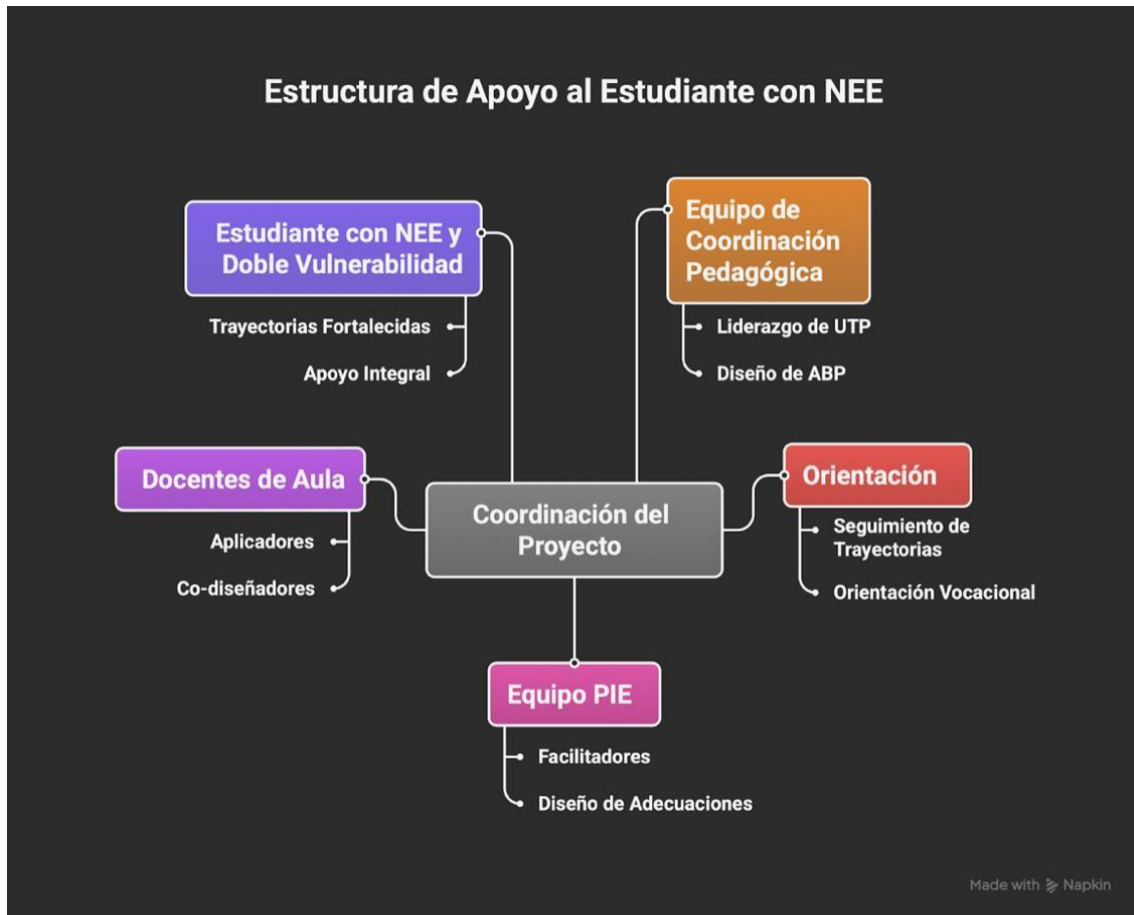 Estructura de Apoyo al Estudiante con NEE
Estudiante con NEE y
Doble Vulnerabilidad
Trayectorias Fortalecidas
Apoyo Integral
Equipo de
Coordinación
Pedagógica
Liderazgo de UTP
Diseño de ABP
Docentes de Aula
Aplicadores
Co-diseñadores
Coordinación del
Proyecto
Orientación
Seguimiento de
Trayectorias
Orientación Vocacional
Equipo PIE
Facilitadores
Diseño de Adecuaciones
Made with Napkin